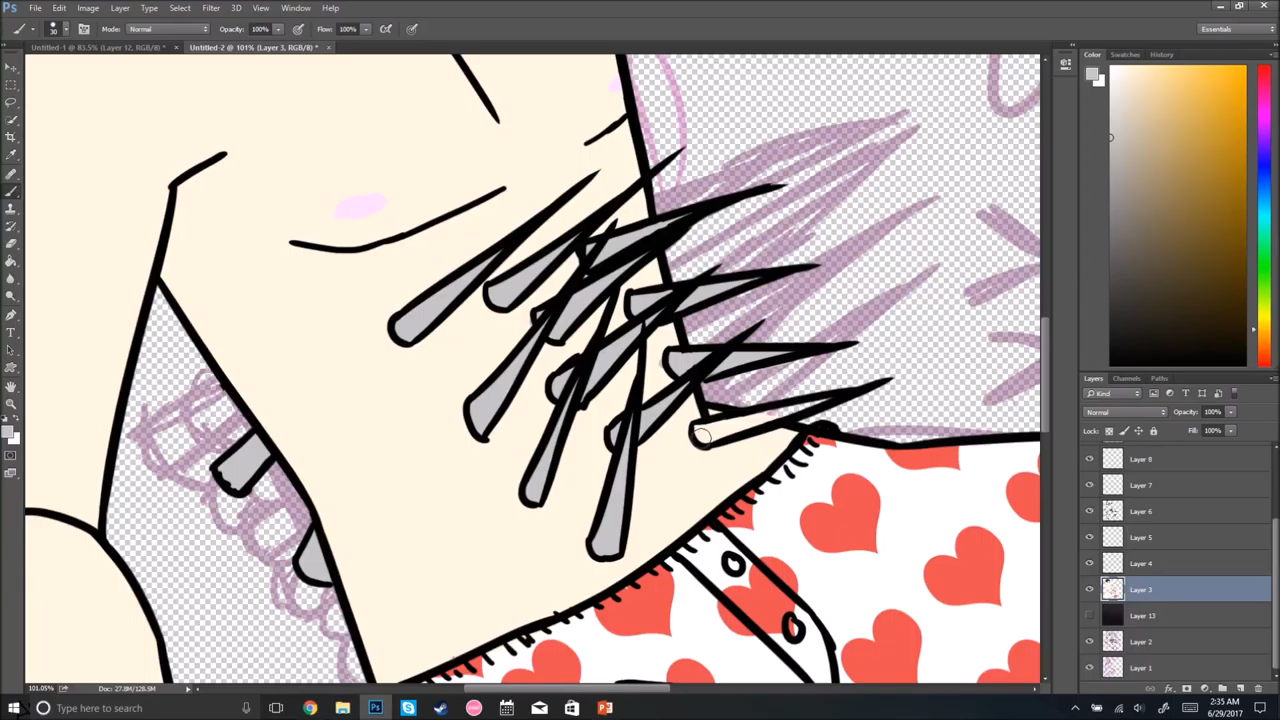 Ps File Edit Image Layer Type Select Filter 3D View Window Help
30 Mode: Normal Opacity: 100% Flow: 100% Essentials
Untitled-1 @ 83.5% (Layer 12, RGB/8) * × Untitled-2 @ 101% (Layer 3, RGB/8) * ×
Color Swatches History
Layers Channels Paths
Kind
Normal Opacity: 100%
Lock: Fill: 100%
Layer 8
Layer 7
Layer 6
Layer 5
Layer 4
Layer 3
Layer 13
Layer 2
Layer 1
101.05% Doc: 27.8M/128.5M
Type here to search
2:35 AM
6/29/2017